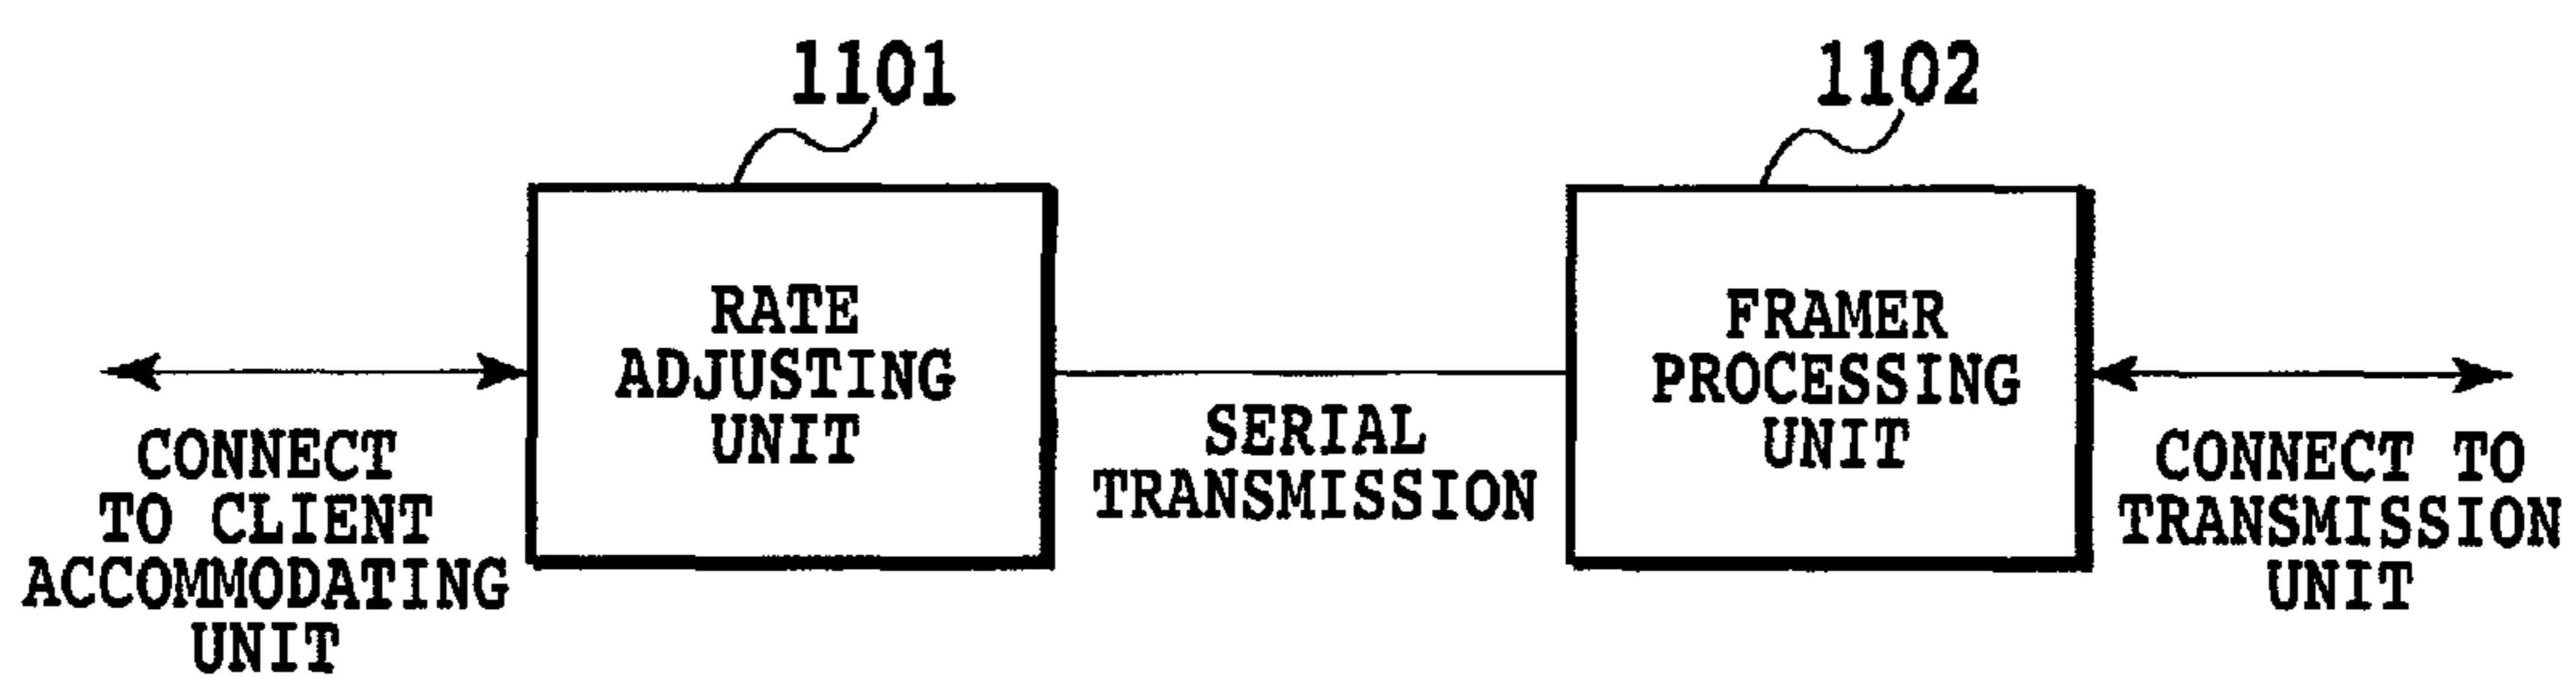 1101
1102
RATE
ADJUSTING
UNIT
FRAMER
PROCESSING
UNIT
CONNECT
TO CLIENT
ACCOMMODATING
UNIT
SERIAL
TRANSMISSION
CONNECT TO
TRANSMISSION
UNIT